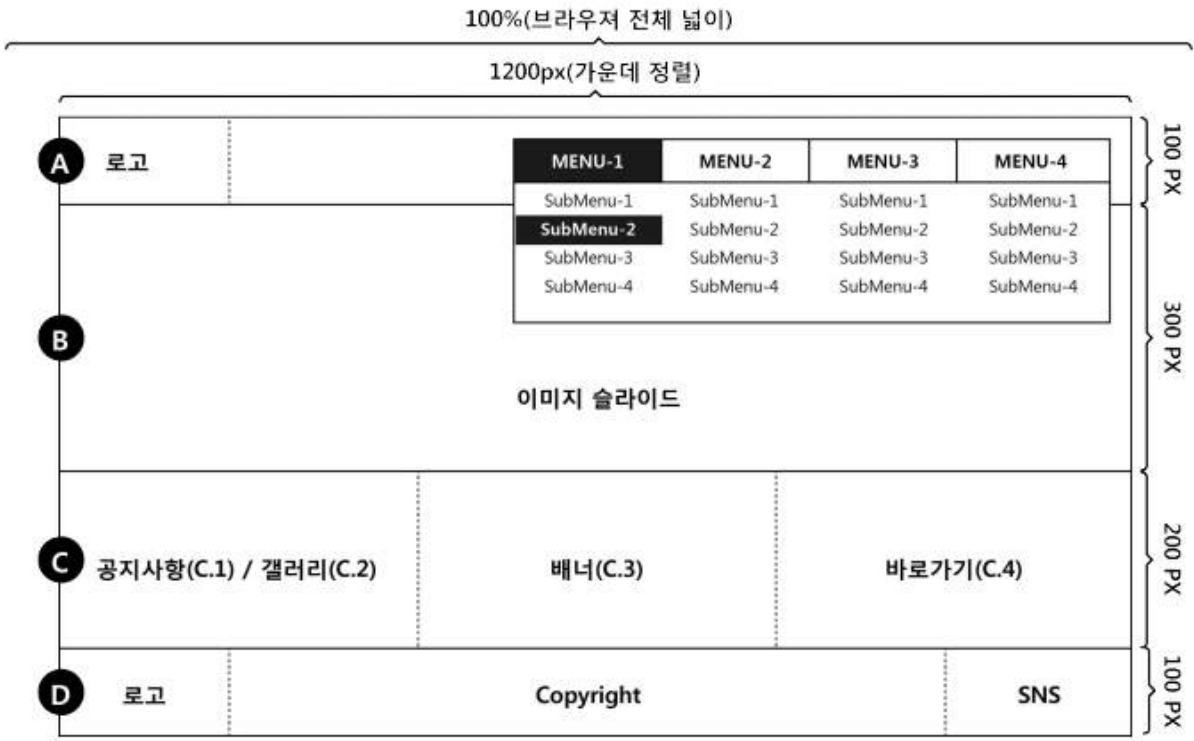 100%(브라우져 전체 넓이)
1200px(가운데 정렬)
A 로고 MENU-1 MENU-2 MENU-3 MENU-4 100 PX
SubMenu-1 SubMenu-1 SubMenu-1 SubMenu-1
SubMenu-2 SubMenu-2 SubMenu-2 SubMenu-2
SubMenu-3 SubMenu-3 SubMenu-3 SubMenu-3
SubMenu-4 SubMenu-4 SubMenu-4 SubMenu-4
B 300 PX
이미지 슬라이드
C 공지사항(C.1) / 갤러리(C.2) 배너(C.3) 바로가기(C.4) 200 PX
D 로고 Copyright SNS 100 PX